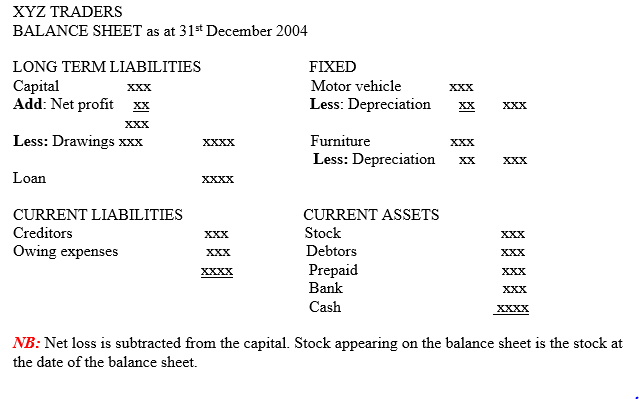 XYZ TRADERS
BALANCE SHEET as at 31st December 2004
LONG TERM LIABILITIES FIXED
Capital xxx Motor vehicle xxx
Add: Net profit xx Less: Depreciation xx xxx
xxx
Less: Drawings xxx xxxx Furniture xxx
Less: Depreciation xx xxx
Loan xxxx
CURRENT LIABILITIES CURRENT ASSETS
Creditors xxx Stock xxx
Owing expenses xxx Debtors xxx
xxxx Prepaid xxx
Bank xxx
Cash xxxx
NB: Net loss is subtracted from the capital. Stock appearing on the balance sheet is the stock at
the date of the balance sheet.